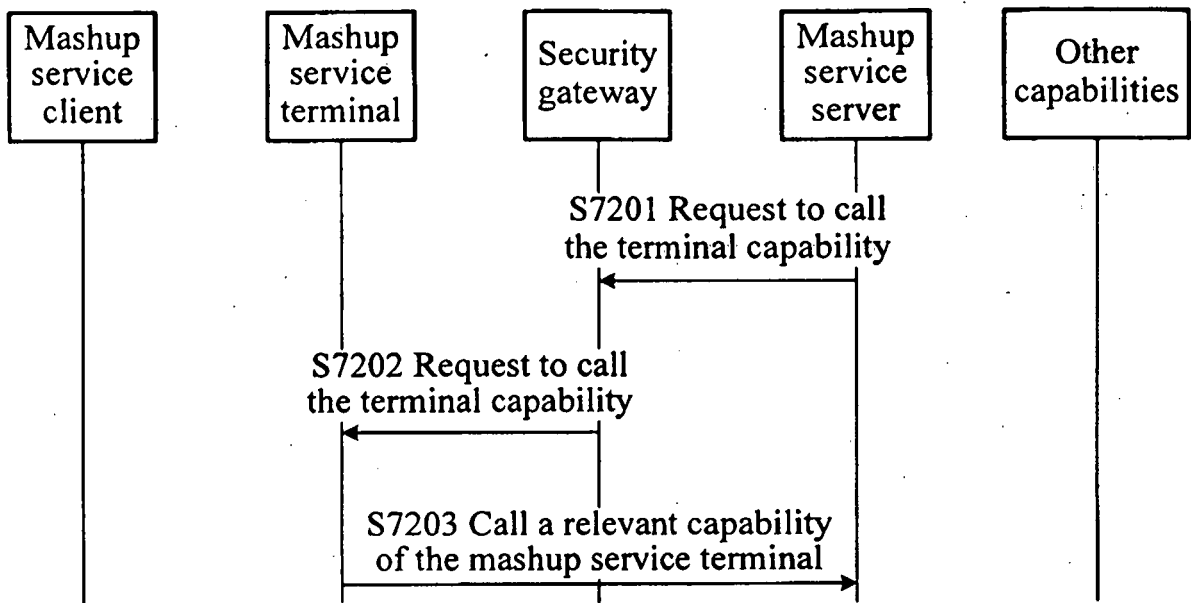 Mashup
service
client
Mashup
service
terminal
Security
gateway
Mashup
service
server
Other
capabilities
S7201 Request to call
the terminal capability
S7202 Request to call
the terminal capability
S7203 Call a relevant capability
of the mashup service terminal